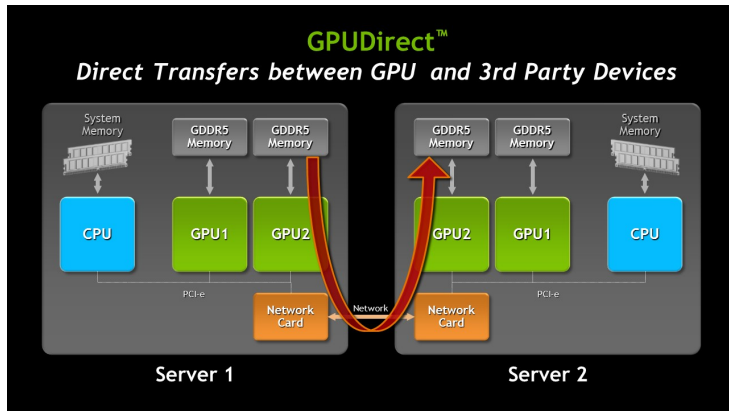 GPUDirect™
Direct Transfers between GPU and 3rd Party Devices
System
Memory
GDDR5
Memory
GDDR5
Memory
CPU
GPU1
GPU2
PCI-e
Network
Card
Server 1
Network
GDDR5
Memory
GDDR5
Memory
System
Memory
GPU2
GPU1
CPU
PCI-e
Network
Card
Server 2